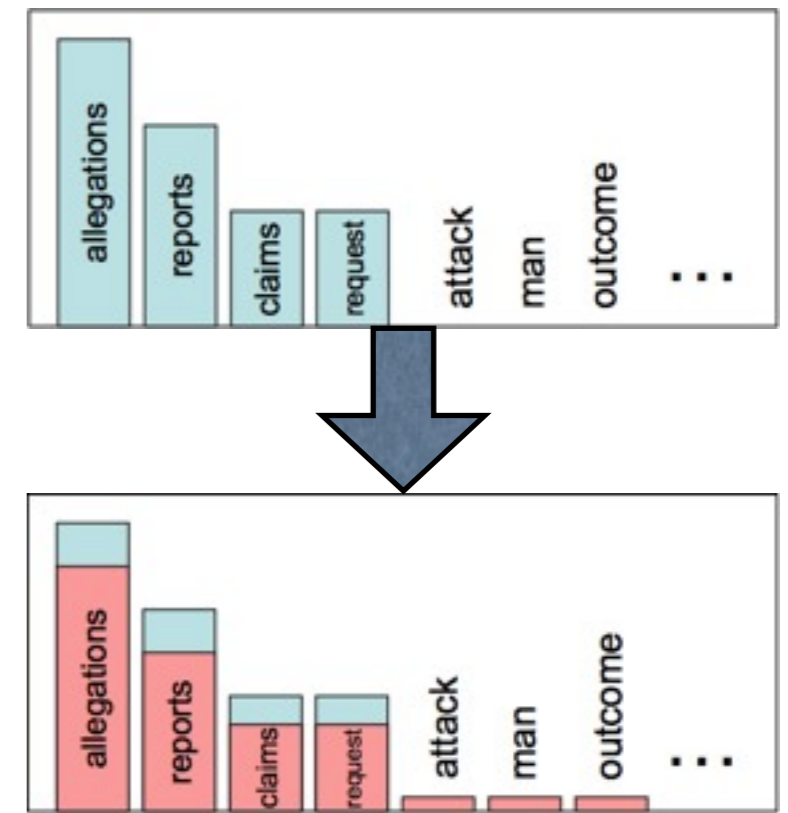 allegations
reports
claims
request
attack
man
outcome
...
allegations
reports
claims
request
attack
man
outcome
...